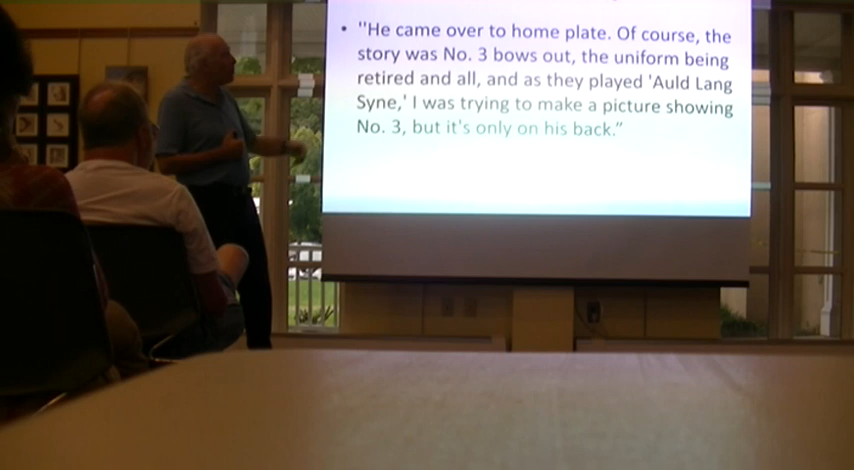 • "He came over to home plate. Of course, the
story was No. 3 bows out, the uniform being
retired and all, and as they played 'Auld Lang
Syne,' I was trying to make a picture showing
No. 3, but it's only on his back."